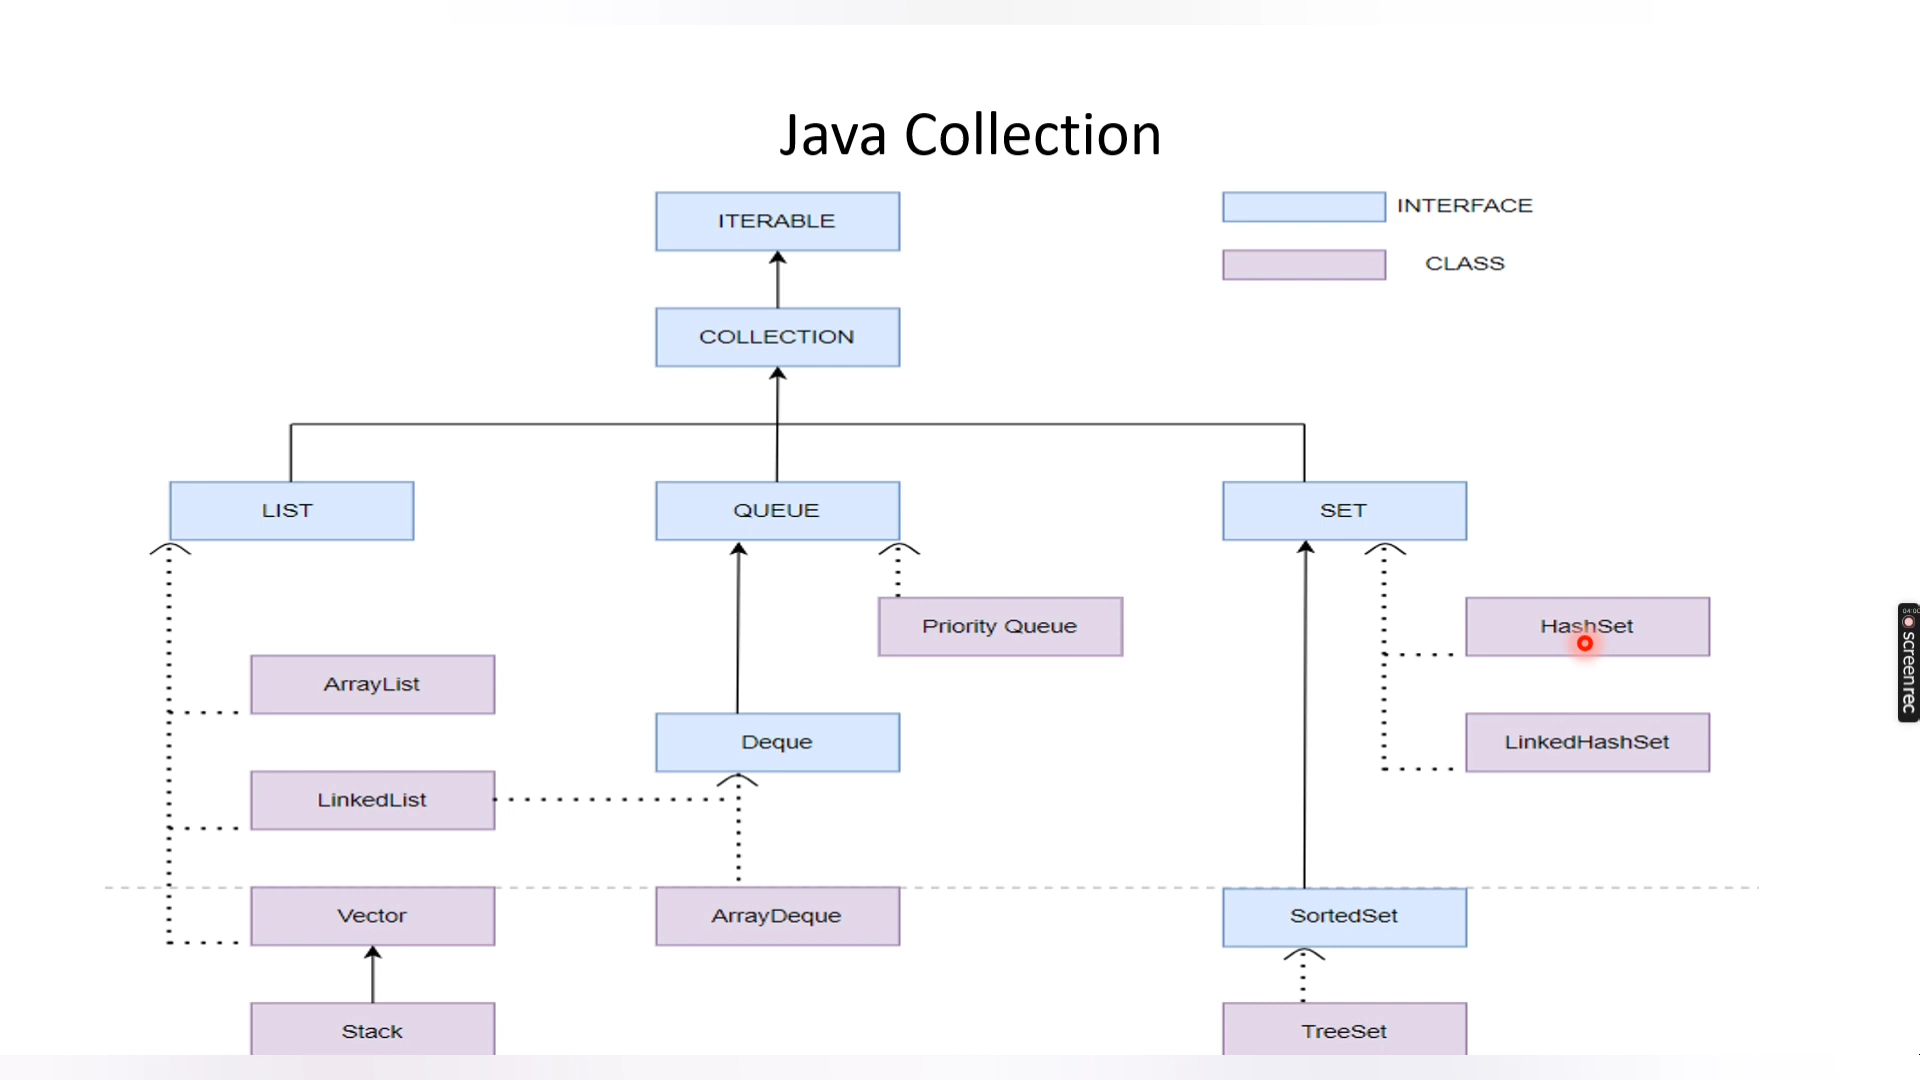 Java Collection
ITERABLE
INTERFACE
CLASS
COLLECTION
LIST
QUEUE
SET
Priority Queue
HashSet
ArrayList
Deque
LinkedHashSet
LinkedList
Vector
ArrayDeque
SortedSet
Stack
TreeSet
screenrec